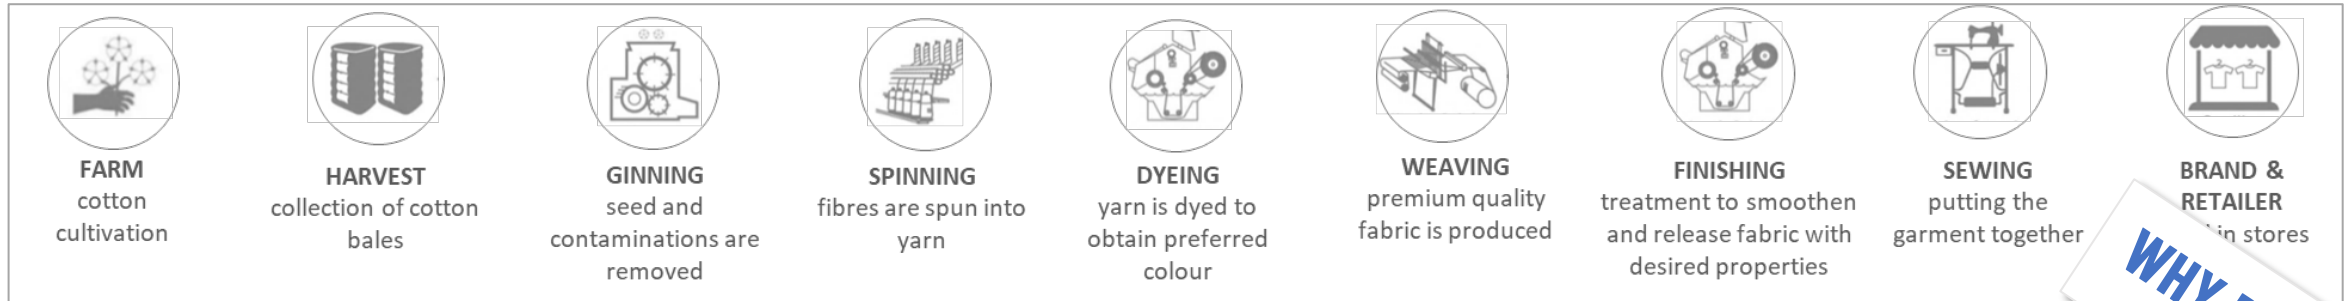 FARM
cotton
cultivation
HARVEST
collection of cotton
bales
GINNING
seed and
contaminations are
removed
SPINNING
fibres are spun into
yarn
DYEING
yarn is dyed to
obtain preferred
colour
WEAVING
premium quality
fabric is produced
FINISHING
treatment to smoothen
and release fabric with
desired properties
SEWING
putting the
garment together
BRAND &
RETAILER
in stores
WHY